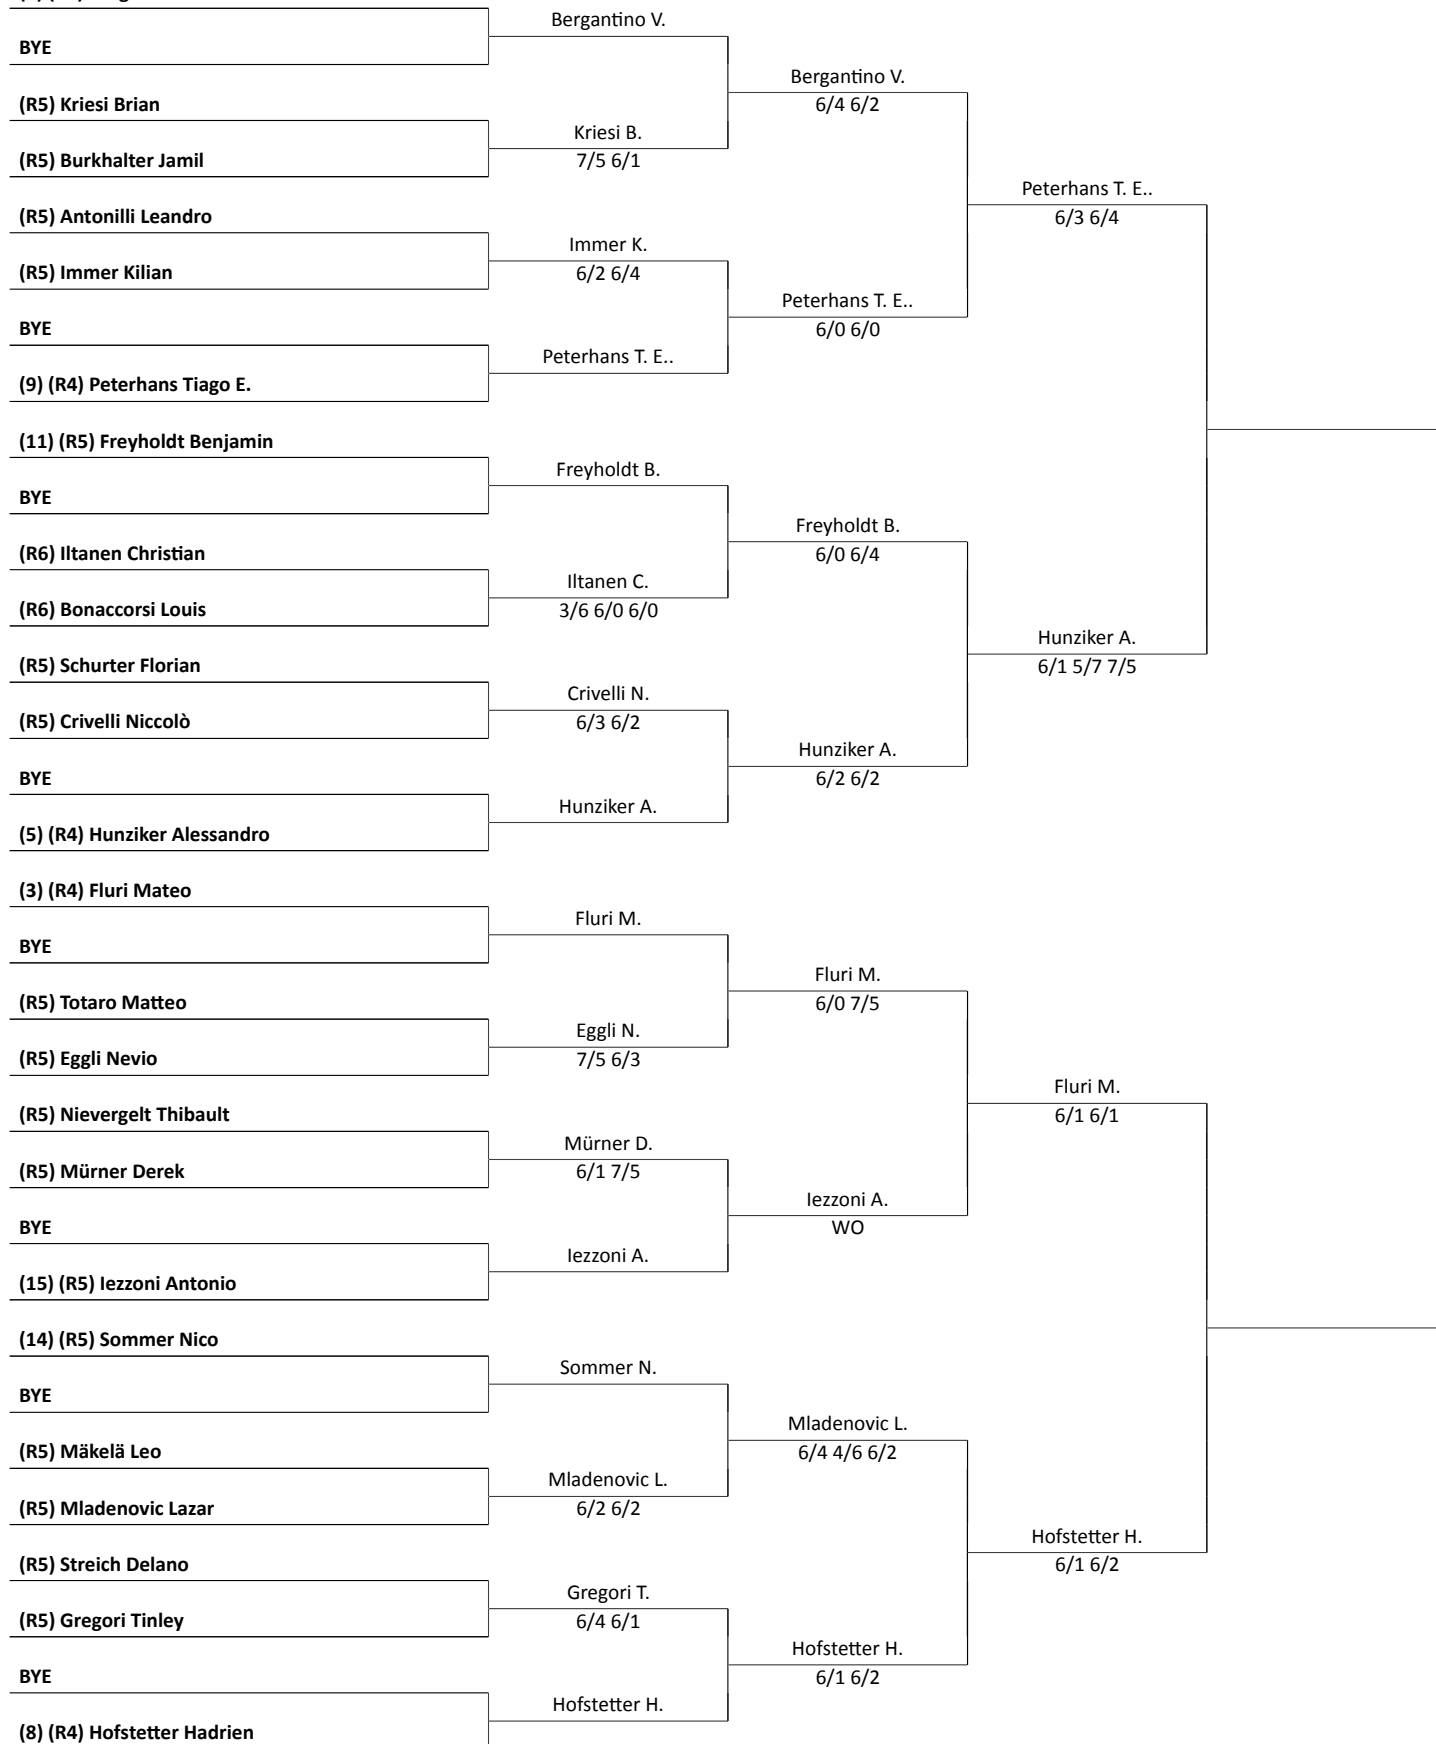 BYE
(R5) Kriesi Brian
(R5) Burkhalter Jamil
(R5) Antonilli Leandro
(R5) Immer Kilian
BYE
(9) (R4) Peterhans Tiago E.
(11) (R5) Freyholdt Benjamin
BYE
(R6) Iltanen Christian
(R6) Bonaccorsi Louis
(R5) Schurter Florian
(R5) Crivelli Niccolò
BYE
(5) (R4) Hunziker Alessandro
(3) (R4) Fluri Mateo
BYE
(R5) Totaro Matteo
(R5) Eggli Nevio
(R5) Nievergelt Thibault
(R5) Mürner Derek
BYE
(15) (R5) Iezzoni Antonio
(14) (R5) Sommer Nico
BYE
(R5) Mäkelä Leo
(R5) Mladenovic Lazar
(R5) Streich Delano
(R5) Gregori Tinley
BYE
(8) (R4) Hofstetter Hadrien
Bergantino V.
Kriesi B.
7/5 6/1
Immer K.
6/2 6/4
Peterhans T. E..
Freyholdt B.
Iltanen C.
3/6 6/0 6/0
Crivelli N.
6/3 6/2
Hunziker A.
Fluri M.
Eggli N.
7/5 6/3
Mürner D.
6/1 7/5
Iezzoni A.
Sommer N.
Mladenovic L.
6/2 6/2
Gregori T.
6/4 6/1
Hofstetter H.
Bergantino V.
6/4 6/2
Peterhans T. E..
6/0 6/0
Freyholdt B.
6/0 6/4
Hunziker A.
6/2 6/2
Fluri M.
6/0 7/5
Iezzoni A.
WO
Mladenovic L.
6/4 4/6 6/2
Hofstetter H.
6/1 6/2
Peterhans T. E..
6/3 6/4
Hunziker A.
6/1 5/7 7/5
Fluri M.
6/1 6/1
Hofstetter H.
6/1 6/2